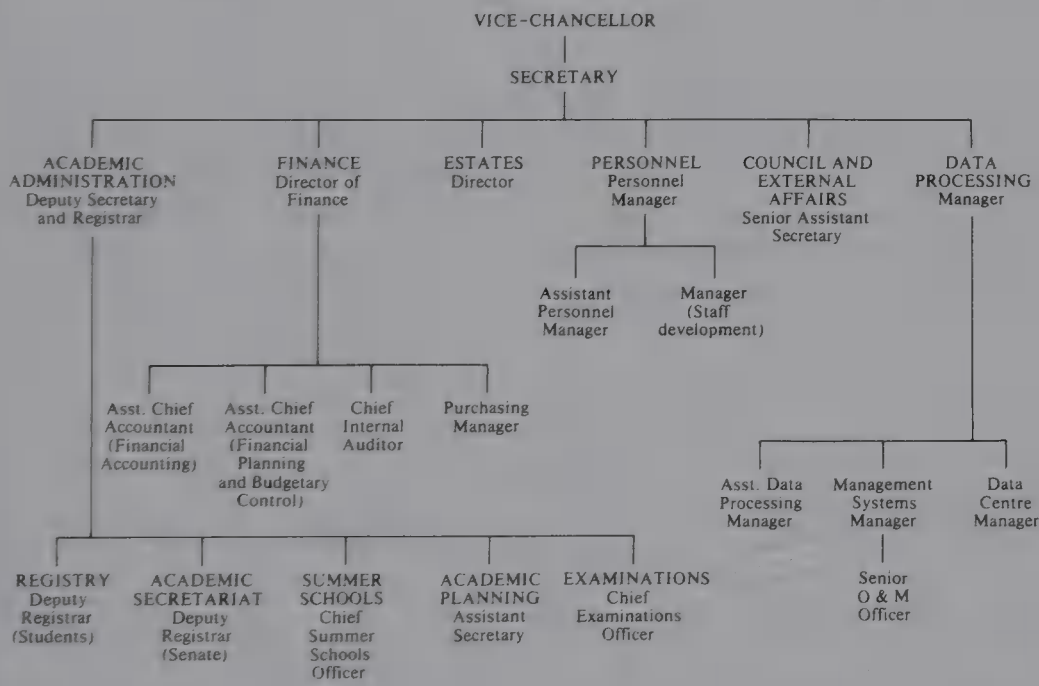 VICE-CHANCELLOR
SECRETARY
ACADEMIC
ADMINISTRATION
Deputy Secretary
and Registrar
FINANCE
Director of
Finance
ESTATES
Director
PERSONNEL
Personnel
Manager
COUNCIL AND
EXTERNAL
AFFAIRS
Senior Assistant
Secretary
DATA
PROCESSING
Manager
Assistant
Personnel
Manager
Manager
(Staff
development)
Asst. Chief
Accountant
(Financial
Accounting)
Asst. Chief
Accountant
(Financial
Planning
and Budgetary
Control)
Chief
Internal
Auditor
Purchasing
Manager
Asst. Data
Processing
Manager
Management
Systems
Manager
Data
Centre
Manager
Senior
O & M
Officer
REGISTRY
Deputy
Registrar
(Students)
ACADEMIC
SECRETARIAT
Deputy
Registrar
(Senate)
SUMMER
SCHOOLS
Chief
Summer
Schools
Officer
ACADEMIC
PLANNING
Assistant
Secretary
EXAMINATIONS
Chief
Examinations
Officer